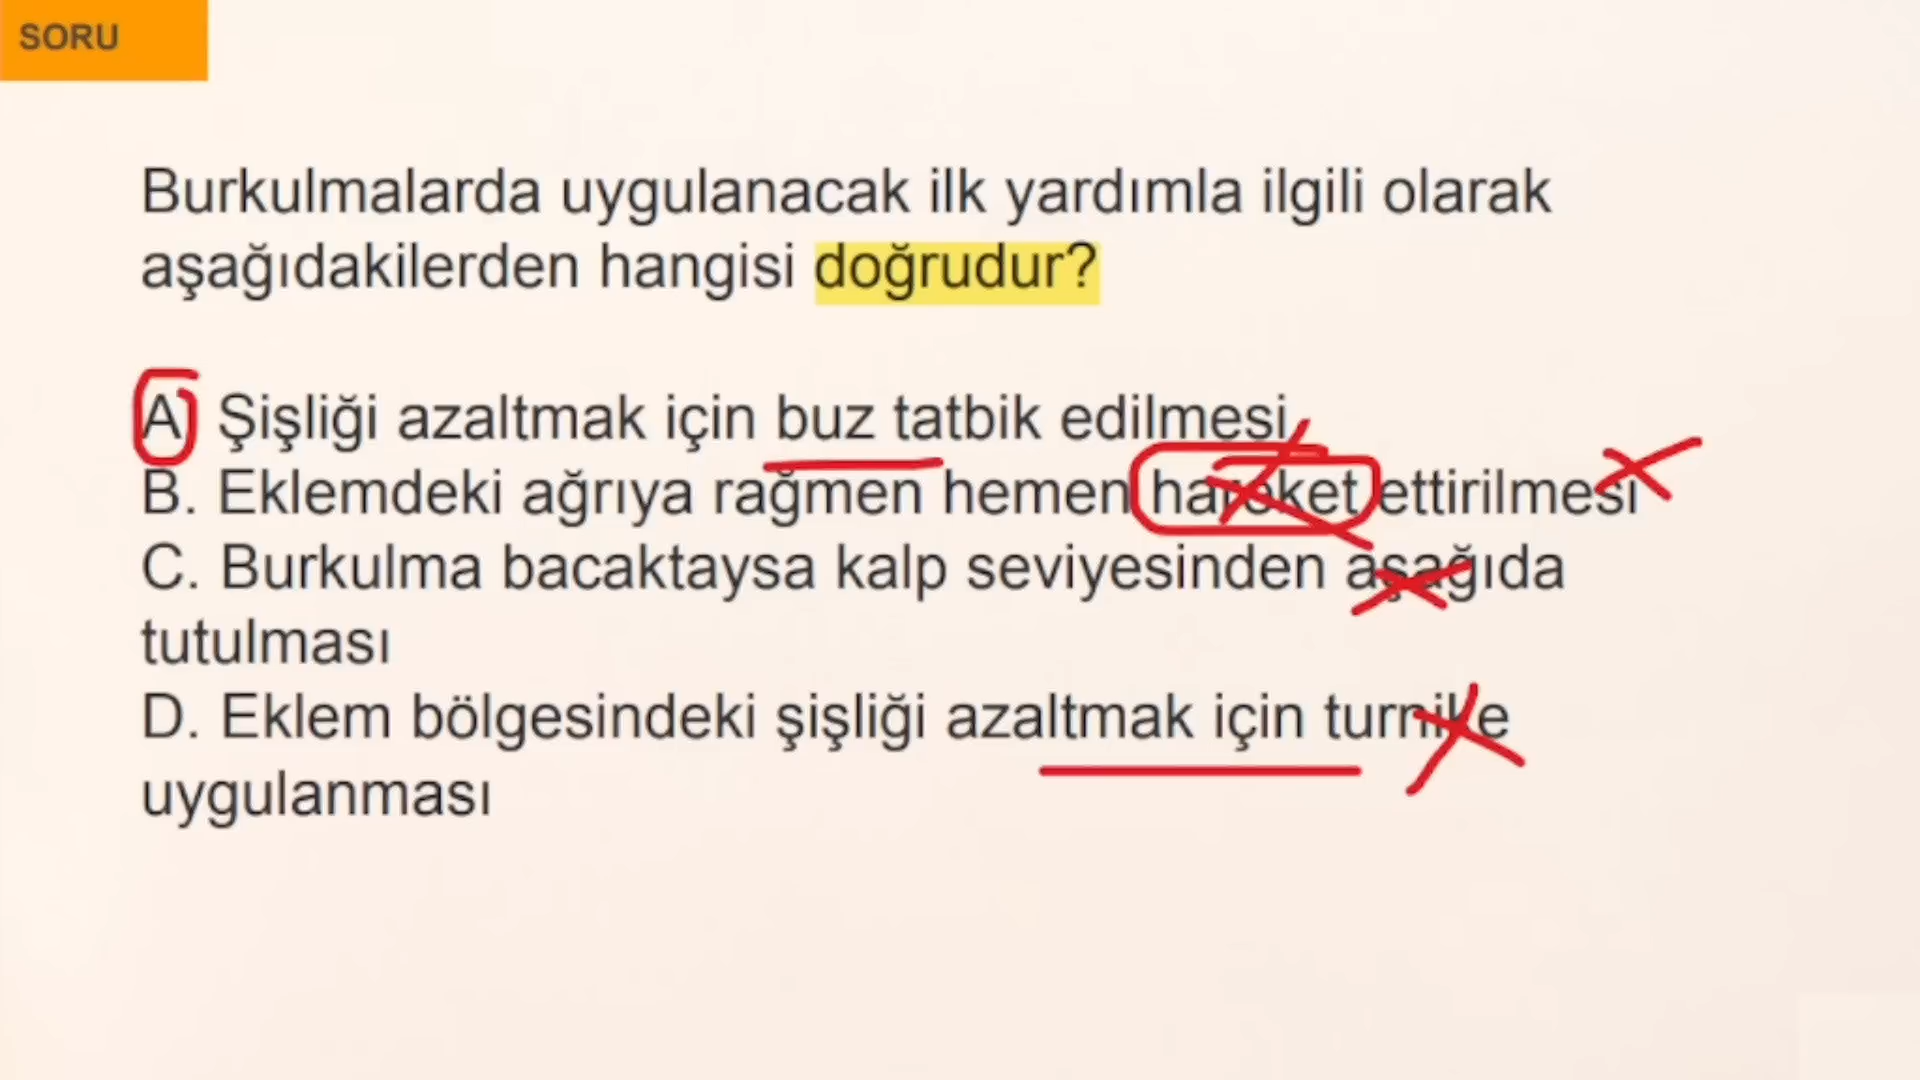 SORU
Burkulmalarda uygulanacak ilk yardımla ilgili olarak
aşağıdakilerden hangisi doğrudur?
A) Şişliği azaltmak için buz tatbik edilmesi
B. Eklemdeki ağrıya rağmen hemen hareket ettirilmesi
C. Burkulma bacaktaysa kalp seviyesinden aşağıda
tutulması
D. Eklem bölgesindeki şişliği azaltmak için turnike
uygulanması